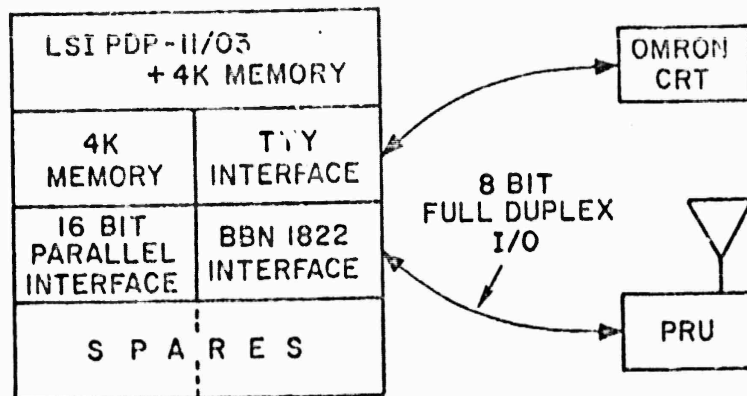 LSI PDP-11/03
+ 4K MEMORY
4K
MEMORY
TTY
INTERFACE
16 BIT
PARALLEL
INTERFACE
BBN 1822
INTERFACE
SPARES
OMRON
CRT
8 BIT
FULL DUPLEX
I/O
PRU